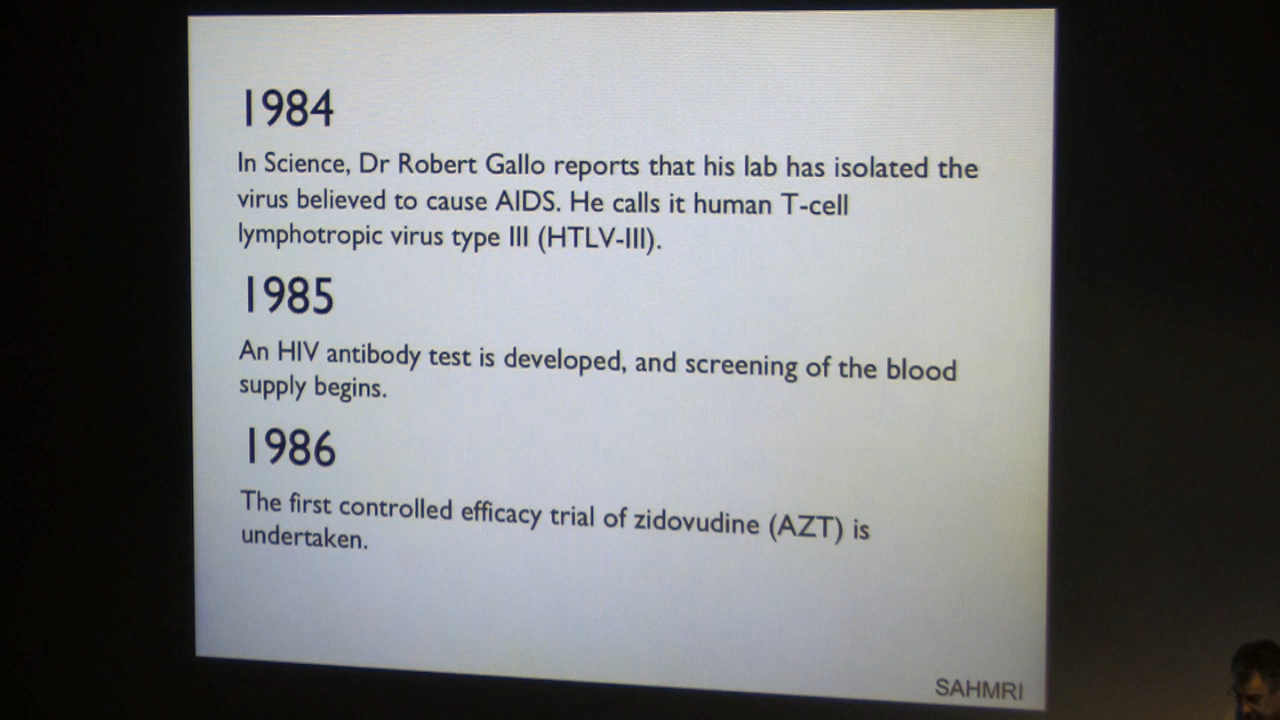 1984
In Science, Dr Robert Gallo reports that his lab has isolated the
virus believed to cause AIDS. He calls it human T-cell
lymphotropic virus type III (HTLV-III).
1985
An HIV antibody test is developed, and screening of the blood
supply begins.
1986
The first controlled efficacy trial of zidovudine (AZT) is
undertaken.
SAHMRI